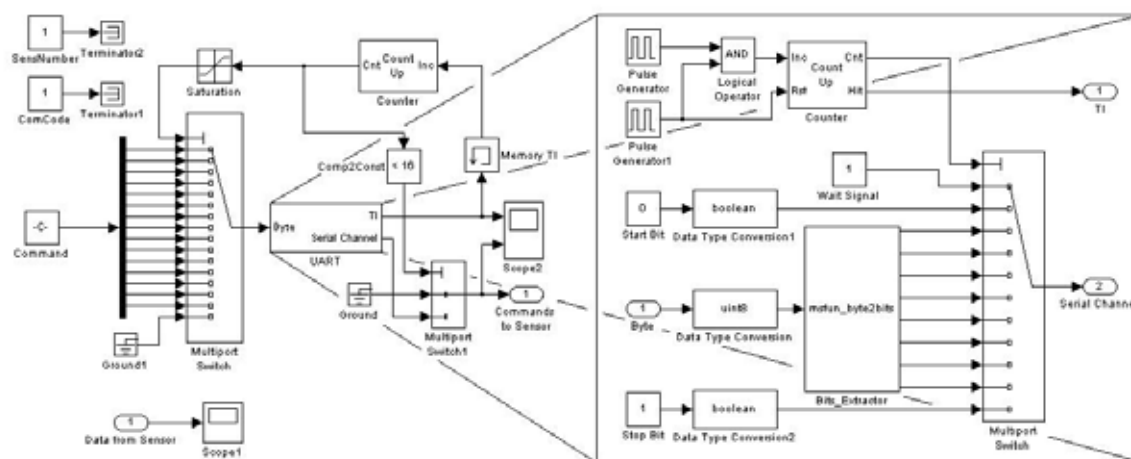 1
SensNumber
Terminator2
1
ComCode
Terminator1
Saturation
Cnt
Count
Up
Inc
Counter
Comp2Const
< 16
Memory TI
-C-
Command
Multiport
Switch
Ground1
Byte
TI
Serial Channel
UART
Scope2
Ground
1
Commands
to Sensor
Multiport
Switch1
1
Data from Sensor
Scope1
Pulse
Generator
AND
Logical
Operator
Inc
Rst
Count
Up
Cnt
Hit
Counter
1
TI
Pulse
Generator1
1
Wait Signal
0
Start Bit
boolean
Data Type Conversion1
1
Byte
uint8
Data Type Conversion
msfun_byte2bits
Bits_Extractor
2
Serial Channel
1
Stop Bit
boolean
Data Type Conversion2
Multiport
Switch